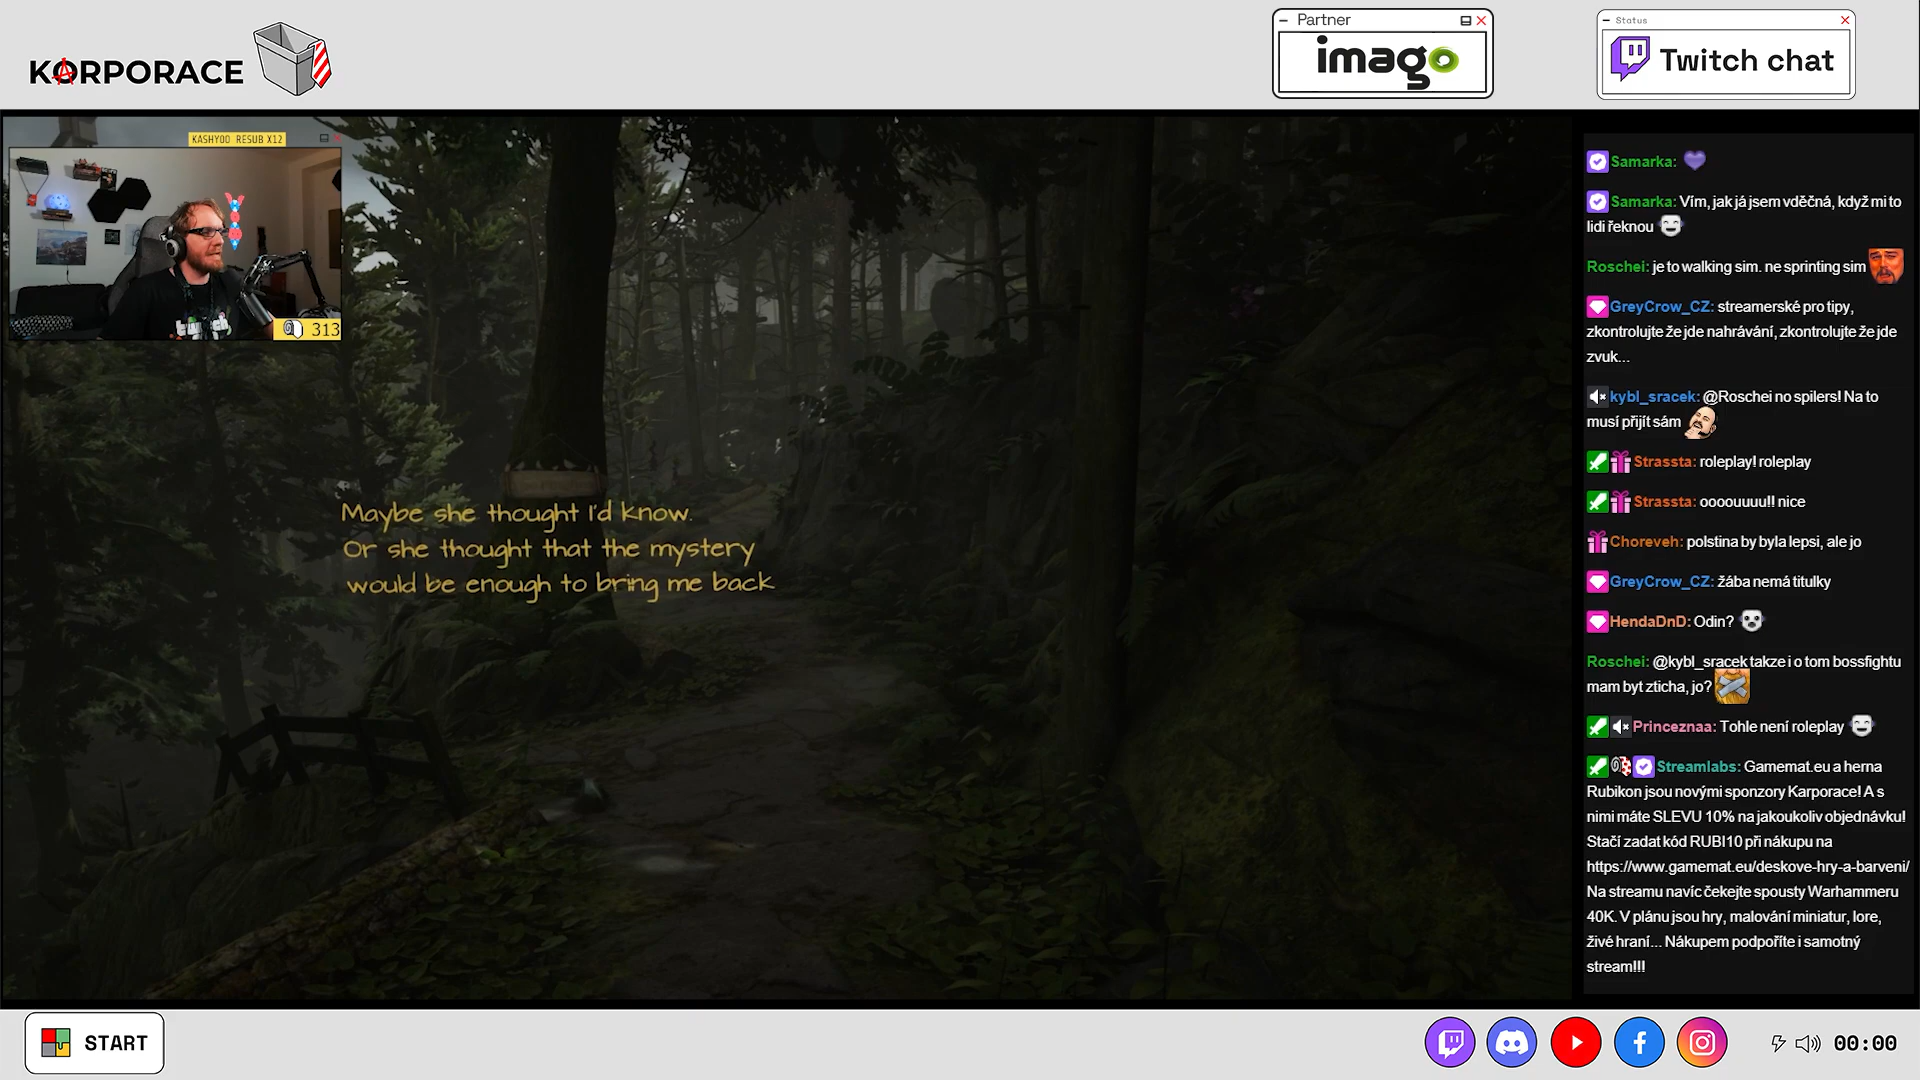 KORPORACE
Partner
imago
Status
Twitch chat
KASHYOO RESUB X12
313
Maybe she thought I'd know.
Or she thought that the mystery
would be enough to bring me back
Samarka:
Samarka: Vím, jak já jsem vděčná, když mi to
lidi řeknou
Roschei: je to walking sim. ne sprinting sim
GreyCrow_CZ: streamerské pro tipy,
zkontrolujte že jde nahrávání, zkontrolujte že jde
zvuk...
kybl_sracek: @Roschei no spilers! Na to
musí přijít sám
Strassta: roleplay! roleplay
Strassta: oooouuuu!! nice
Choreveh: polstina by byla lepsi, ale jo
GreyCrow_CZ: žába nemá titulky
HendaDnD: Odin?
Roschei: @kybl_sracek takze i o tom bossfightu
mam byt zticha, jo?
Princeznaa: Tohle není roleplay
Streamlabs: Gamemat.eu a herna
Rubikon jsou novými sponzory Karporace! A s
nimi máte SLEVU 10% na jakoukoliv objednávku!
Stačí zadat kód RUBI10 při nákupu na
https://www.gamemat.eu/deskove-hry-a-barveni/
Na streamu navíc čekejte spousty Warhammeru
40K. V plánu jsou hry, malování miniatur, lore,
živé hraní... Nákupem podpoříte i samotný
stream!!!
START
00:00